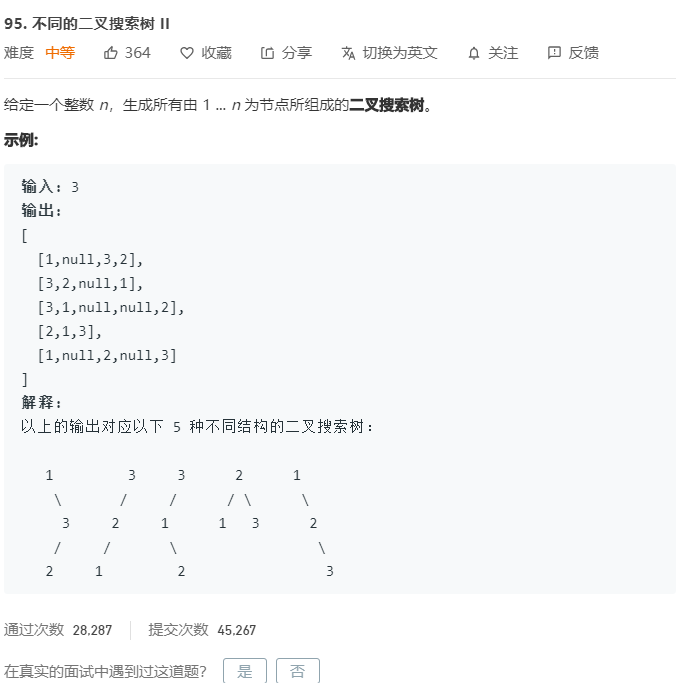 95. 不同的二叉搜索树 II
难度 中等 364 收藏 分享 切换为英文 关注 反馈
给定一个整数 n，生成所有由 1 ... n 为节点所组成的二叉搜索树。
示例:
输入: 3
输出:
[
  [1,null,3,2],
  [3,2,null,1],
  [3,1,null,null,2],
  [2,1,3],
  [1,null,2,null,3]
]
解释:
以上的输出对应以下 5 种不同结构的二叉搜索树:
   1         3     3      2      1
    \       /     /      / \      \
     3     2     1      1   3      2
    /     /       \                 \
   2     1         2                 3
通过次数 28,287 提交次数 45,267
在真实的面试中遇到过这道题? 是 否